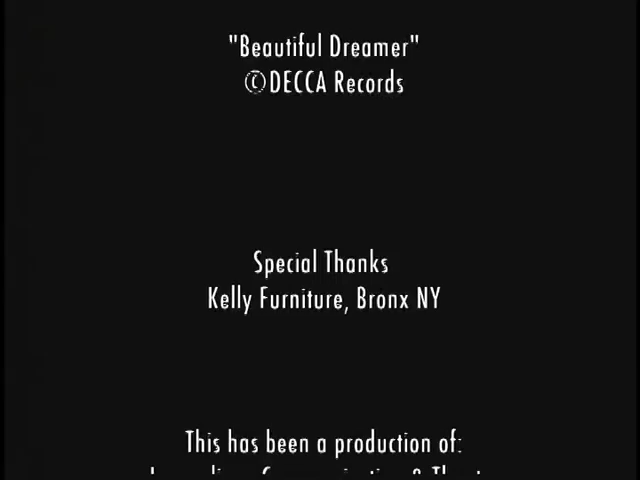 "Beautiful Dreamer"
©DECCA Records
Special Thanks
Kelly Furniture, Bronx NY
This has been a production of: